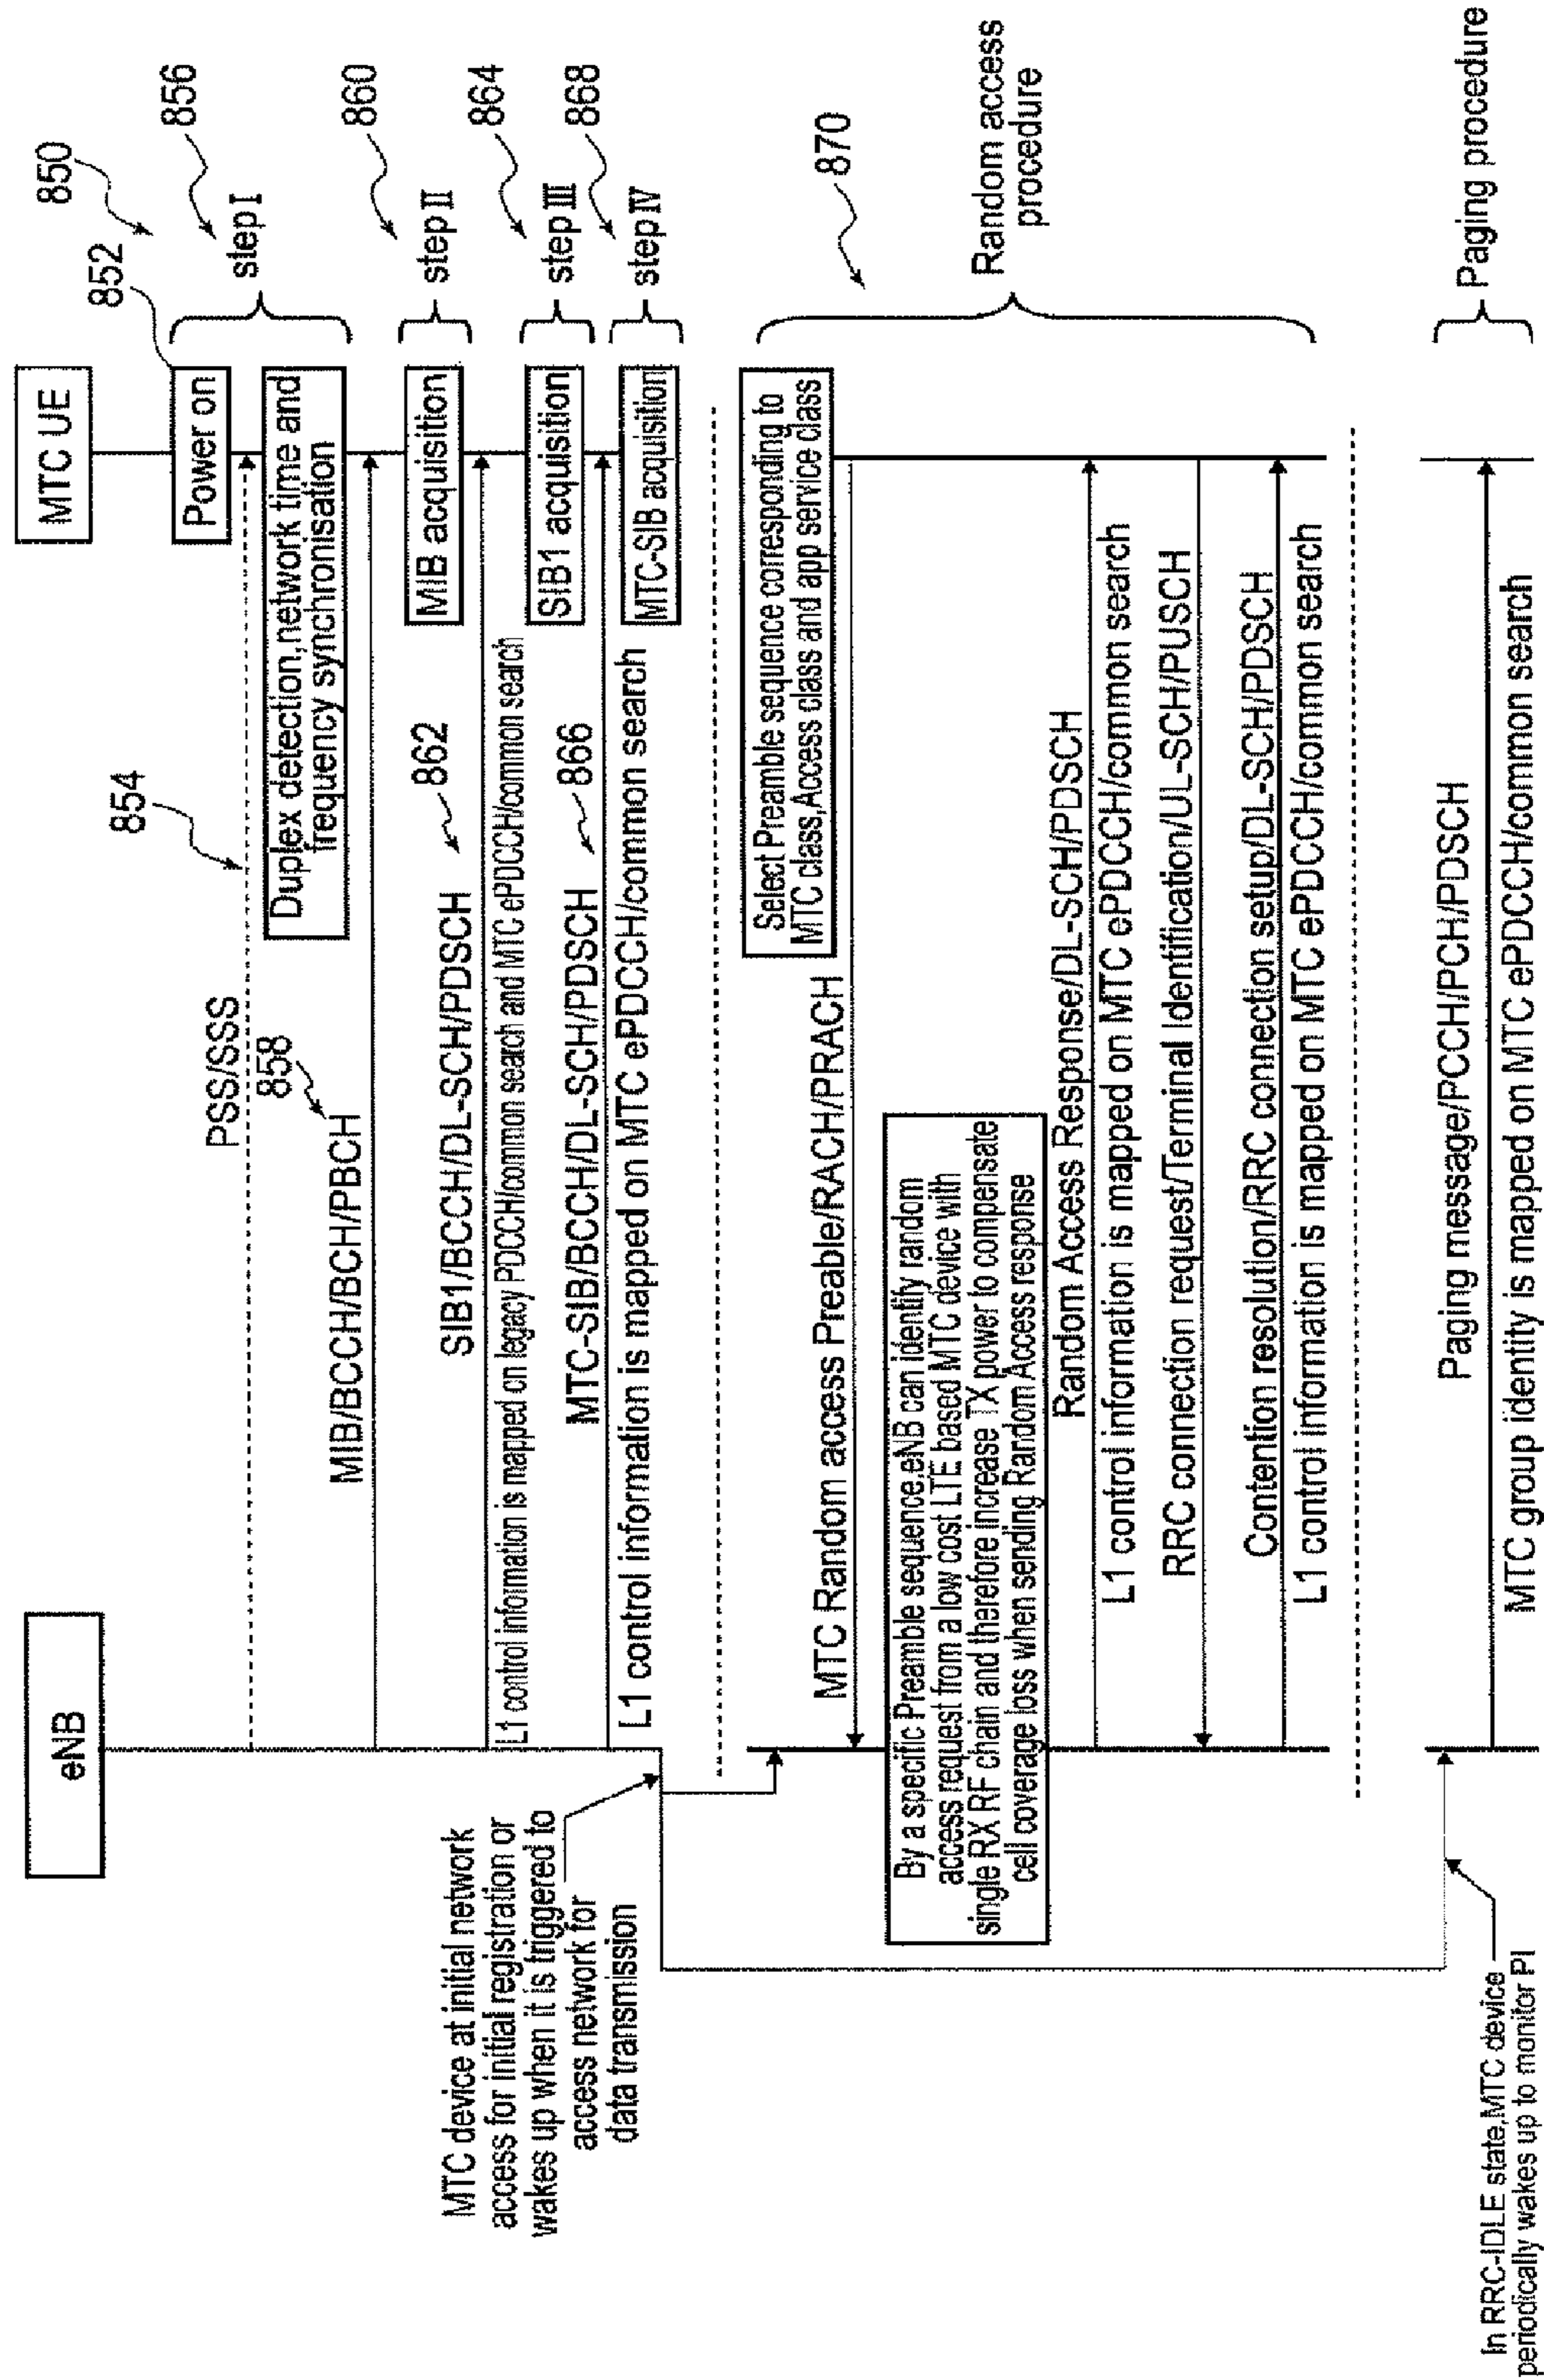 850
852
856
eNB
MTC UE
Power on
step I
854
PSS/SSS
Duplex detection,network time and
frequency synchronisation
858
MIB/BCCH/BCH/PBCH
860
MIB acquisition
step II
862
SIB1/BCCH/DL-SCH/PDSCH
L1 control information is mapped on legacy PDCCH/common search and MTC ePDCCH/common search
864
SIB1 acquisition
step III
866
MTC-SIB/BCCH/DL-SCH/PDSCH
L1 control information is mapped on MTC ePDCCH/common search
868
MTC-SIB acquisition
step IV
MTC device at initial network
access for initial registration or
wakes up when it is triggered to
access network for
data transmission
870
Select Preamble sequence corresponding to
MTC class,Access class and app service class
MTC Random access Preable/RACH/PRACH
By a specific Preamble sequence,eNB can identify random
access request from a low cost LTE based MTC device with
single RX RF chain and therefore increase TX power to compensate
cell coverage loss when sending Random Access response
Random access
procedure
Random Access Response/DL-SCH/PDSCH
L1 control information is mapped on MTC ePDCCH/common search
RRC connection request/Terminal Identification/UL-SCH/PUSCH
Contention resolution/RRC connection setup/DL-SCH/PDSCH
L1 control information is mapped on MTC ePDCCH/common search
Paging message/PCCH/PCH/PDSCH
MTC group identity is mapped on MTC ePDCCH/common search
Paging procedure
In RRC-IDLE state,MTC device
periodically wakes up to monitor PI